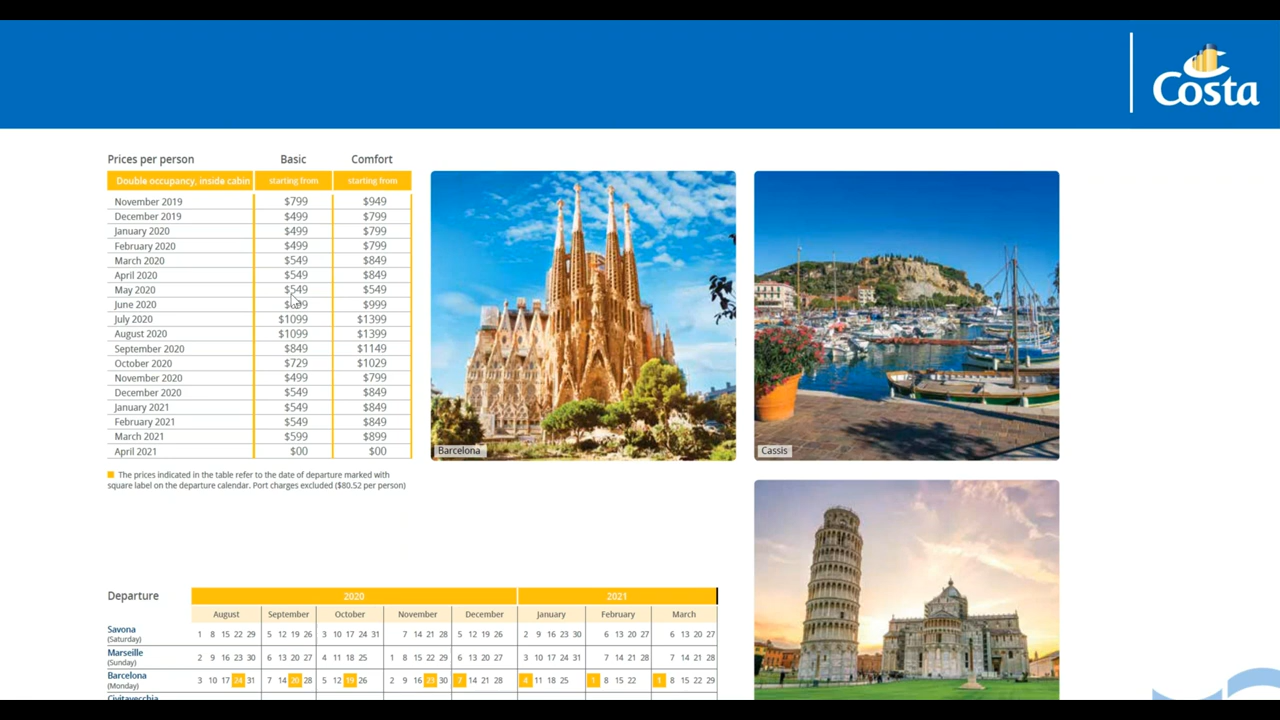 Costa
Prices per person Basic Comfort
Double occupancy, inside cabin starting from starting from
November 2019 $799 $949
December 2019 $499 $799
January 2020 $499 $799
February 2020 $499 $799
March 2020 $549 $849
April 2020 $549 $849
May 2020 $549 $549
June 2020 $999
July 2020 $1099 $1399
August 2020 $1099 $1399
September 2020 $849 $1149
October 2020 $729 $1029
November 2020 $499 $799
December 2020 $549 $849
January 2021 $549 $849
February 2021 $549 $849
March 2021 $599 $899
April 2021 $00 $00
Barcelona
Cassis
The prices indicated in the table refer to the date of departure marked with
square label on the departure calendar. Port charges excluded ($80.52 per person)
Departure 2020 2021
August September October November December January February March
Savona 1 8 15 22 29 5 12 19 26 3 10 17 24 31 7 14 21 28 5 12 19 26 2 9 16 23 30 6 13 20 27 6 13 20 27
(Saturday)
Marseille 2 9 16 23 30 6 13 20 27 4 11 18 25 1 8 15 22 29 6 13 20 27 3 10 17 24 31 7 14 21 28 7 14 21 28
(Sunday)
Barcelona 3 10 17 24 31 7 14 20 28 5 12 19 26 2 9 16 23 30 7 14 21 28 4 11 18 25 1 8 15 22 1 8 15 22 29
(Monday)
Civitavecchia